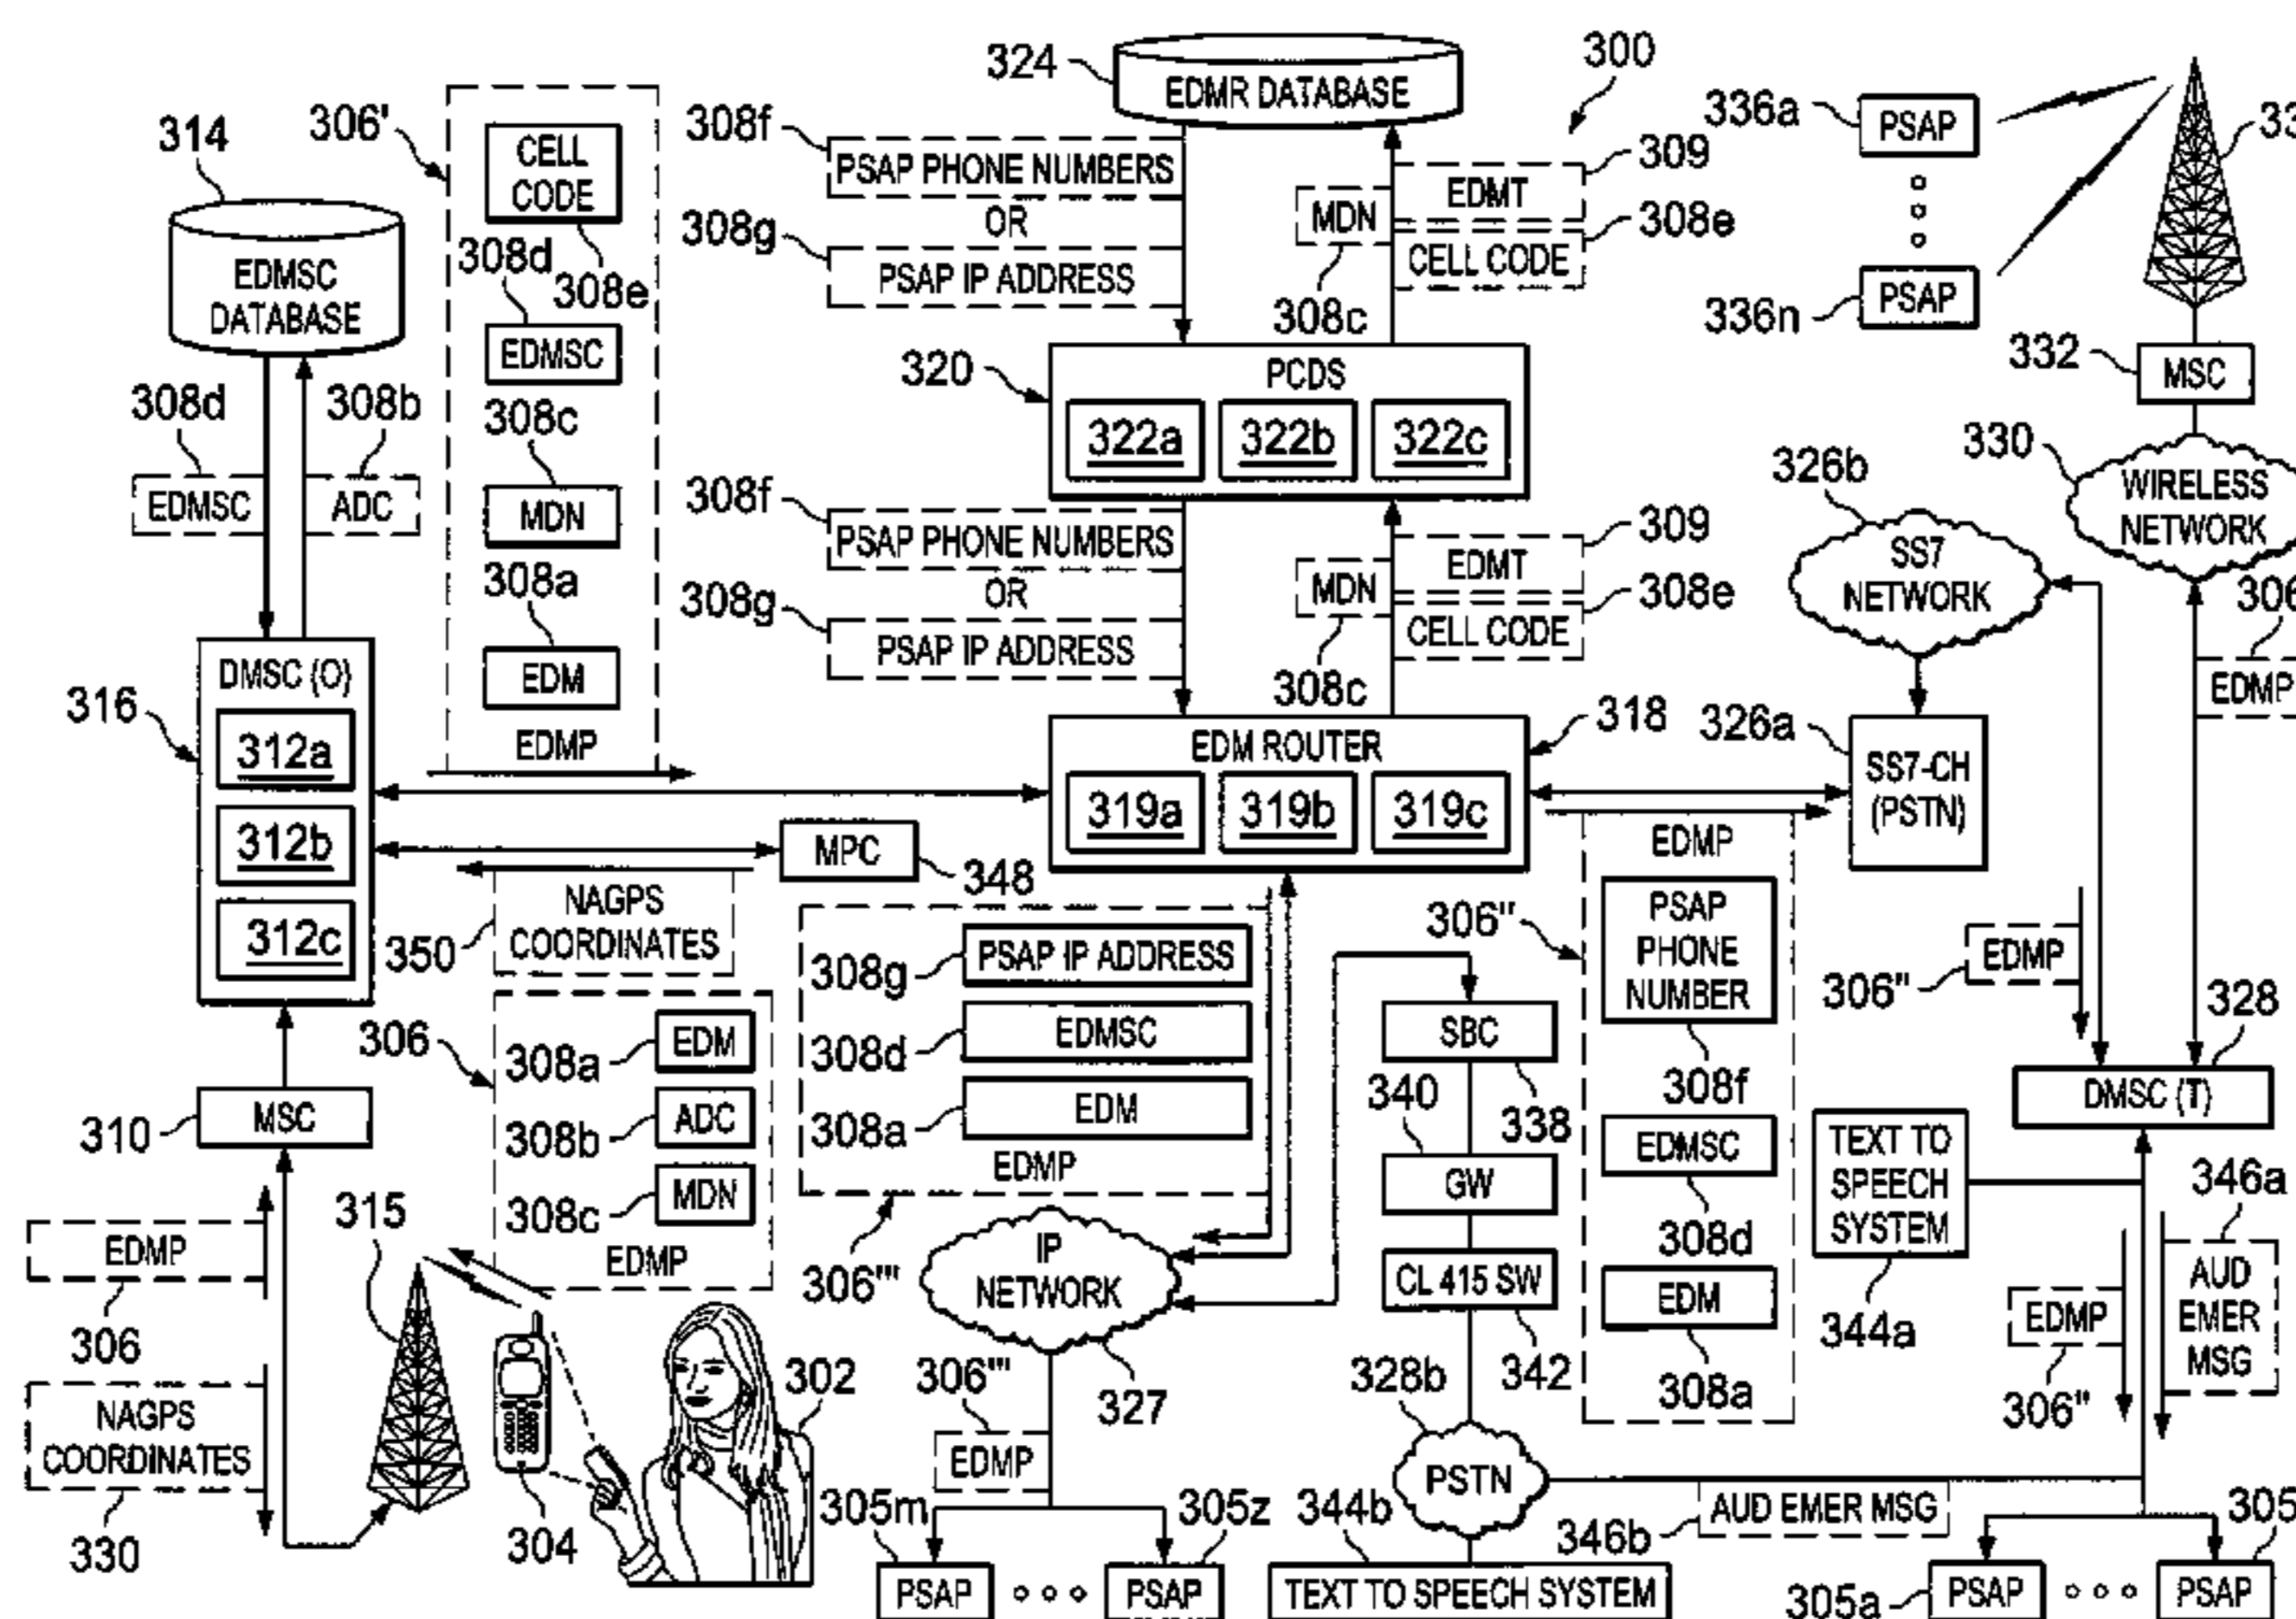 324
EDMR DATABASE
300
314
306'
CELL
CODE
308e
308d
EDMSC
308c
MDN
308a
EDM
EDMP
EDMSC
DATABASE
308d
308b
EDMSC
ADC
308f
PSAP PHONE NUMBERS
OR
308g
PSAP IP ADDRESS
MDN
308c
EDMT
309
CELL CODE
308e
320
PCDS
322a
322b
322c
308f
PSAP PHONE NUMBERS
OR
308g
PSAP IP ADDRESS
MDN
308c
EDMT
309
CELL CODE
308e
336a
PSAP
336n
PSAP
332
MSC
330
WIRELESS
NETWORK
326b
SS7
NETWORK
EDMP
316
DMSC (O)
312a
312b
312c
EDM ROUTER
318
319a
319b
319c
326a
SS7-CH
(PSTN)
MPC
348
NAGPS
COORDINATES
350
306
308a
EDM
308b
ADC
308c
MDN
EDMP
308g
PSAP IP ADDRESS
308d
EDMSC
308a
EDM
EDMP
306'''
306''
EDMP
PSAP
PHONE
NUMBER
308f
EDMSC
308d
EDM
308a
SBC
338
340
GW
CL 415 SW
342
306''
EDMP
328
DMSC (T)
TEXT TO
SPEECH
SYSTEM
344a
346a
AUD
EMER
MSG
EDMP
306''
310
MSC
EDMP
306
NAGPS
COORDINATES
330
315
304
302
IP
NETWORK
327
306'''
EDMP
305m
PSAP
305z
PSAP
328b
PSTN
344b
TEXT TO SPEECH SYSTEM
346b
AUD EMER MSG
305a
PSAP
PSAP